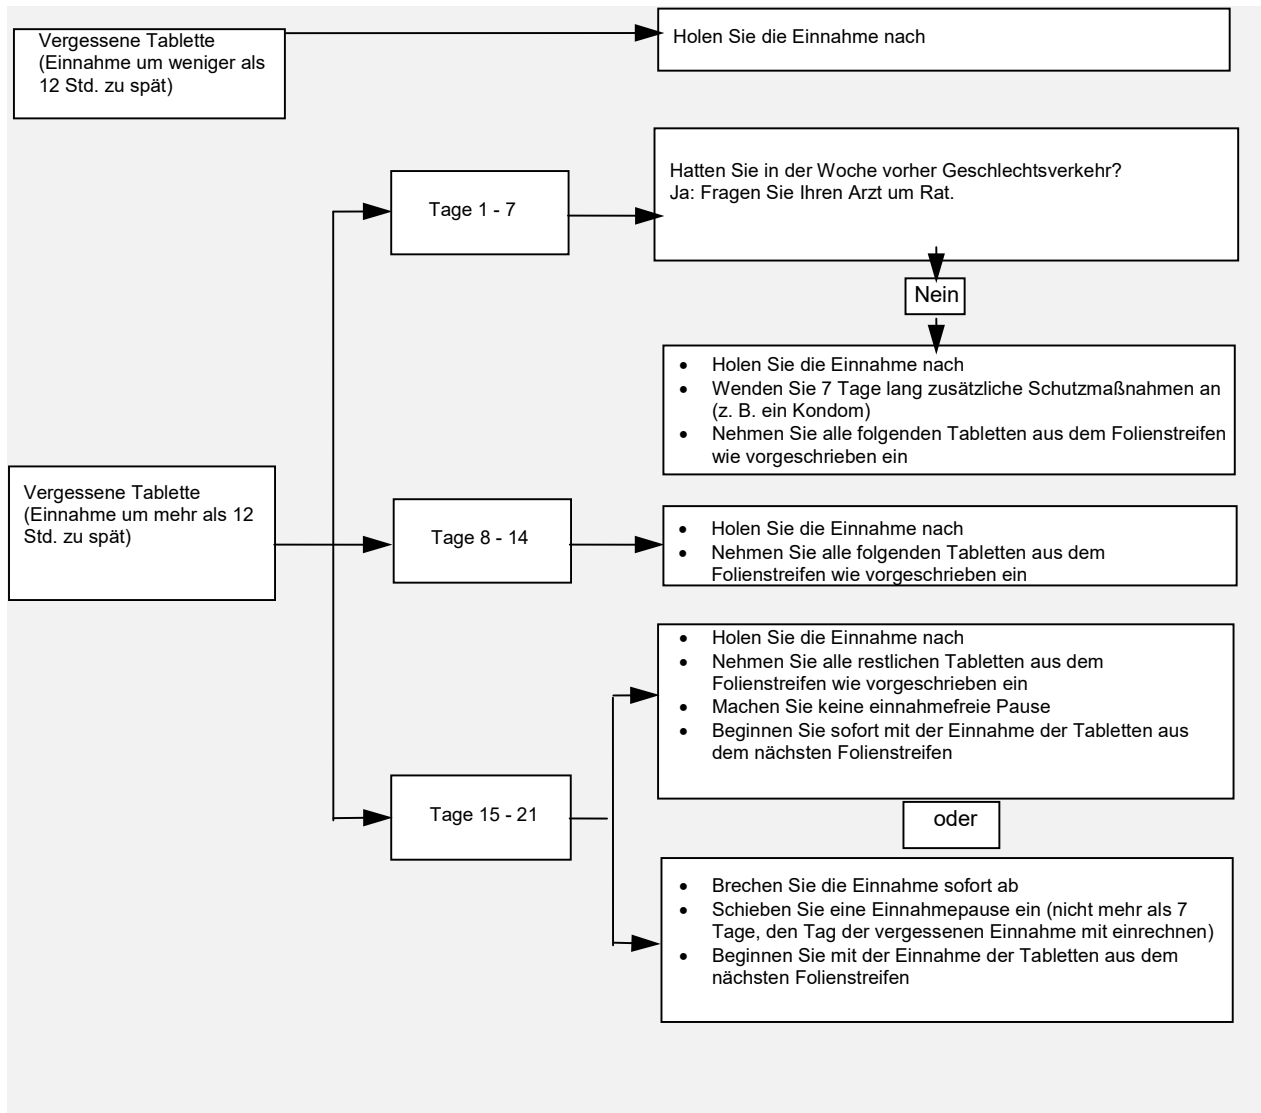 Vergessene Tablette
(Einnahme um weniger als
12 Std. zu spät)
Holen Sie die Einnahme nach
Hatten Sie in der Woche vorher Geschlechtsverkehr?
Ja: Fragen Sie Ihren Arzt um Rat.
Tage 1 - 7
Nein
• Holen Sie die Einnahme nach
• Wenden Sie 7 Tage lang zusätzliche Schutzmaßnahmen an
(z. B. ein Kondom)
• Nehmen Sie alle folgenden Tabletten aus dem Folienstreifen
wie vorgeschrieben ein
Vergessene Tablette
(Einnahme um mehr als 12
Std. zu spät)
Tage 8 - 14
• Holen Sie die Einnahme nach
• Nehmen Sie alle folgenden Tabletten aus dem
Folienstreifen wie vorgeschrieben ein
• Holen Sie die Einnahme nach
• Nehmen Sie alle restlichen Tabletten aus dem
Folienstreifen wie vorgeschrieben ein
• Machen Sie keine einnahmefreie Pause
• Beginnen Sie sofort mit der Einnahme der Tabletten aus
dem nächsten Folienstreifen
Tage 15 - 21
oder
• Brechen Sie die Einnahme sofort ab
• Schieben Sie eine Einnahmepause ein (nicht mehr als 7
Tage, den Tag der vergessenen Einnahme mit einrechnen)
• Beginnen Sie mit der Einnahme der Tabletten aus dem
nächsten Folienstreifen